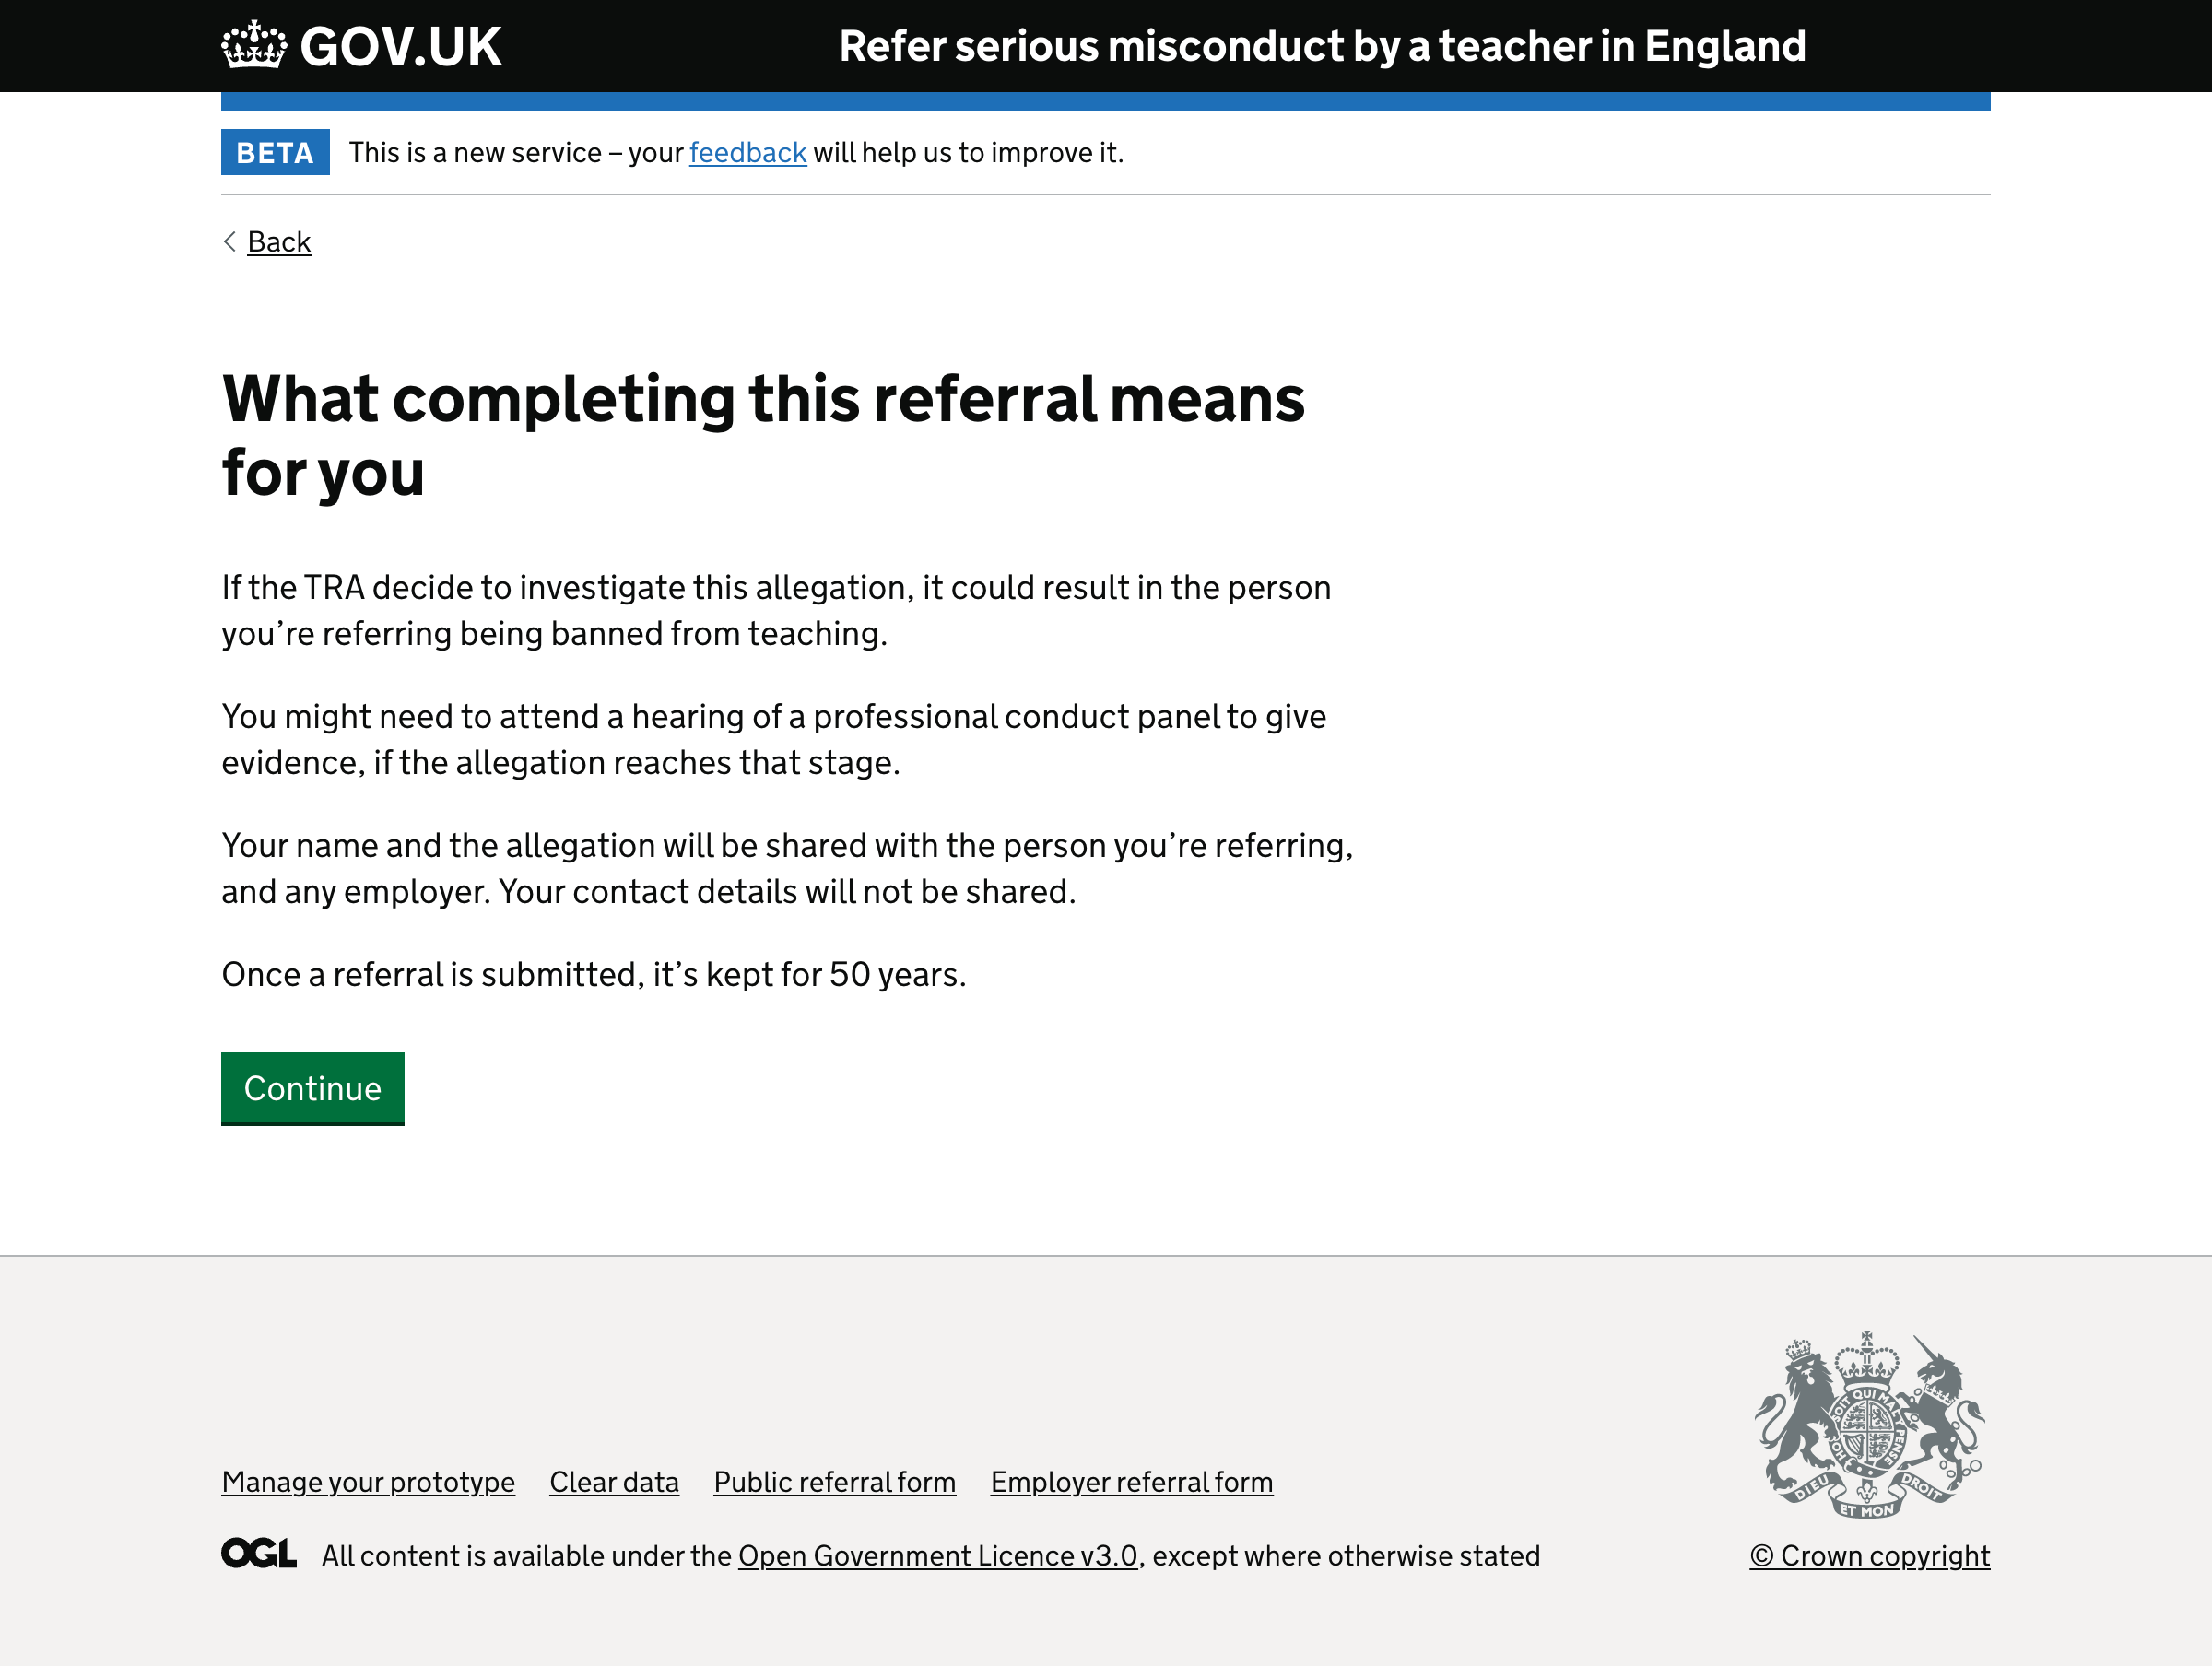 GOV.UK
Refer serious misconduct by a teacher in England
BETA
This is a new service – your feedback will help us to improve it.
Back
What completing this referral means
for you
If the TRA decide to investigate this allegation, it could result in the person
you’re referring being banned from teaching.
You might need to attend a hearing of a professional conduct panel to give
evidence, if the allegation reaches that stage.
Your name and the allegation will be shared with the person you’re referring,
and any employer. Your contact details will not be shared.
Once a referral is submitted, it’s kept for 50 years.
Continue
SOIT QUI MAL
PENSE
HON
DIEU
ET MON
DROIT
Manage your prototype
Clear data
Public referral form
Employer referral form
OGL
All content is available under the Open Government Licence v3.0, except where otherwise stated
© Crown copyright